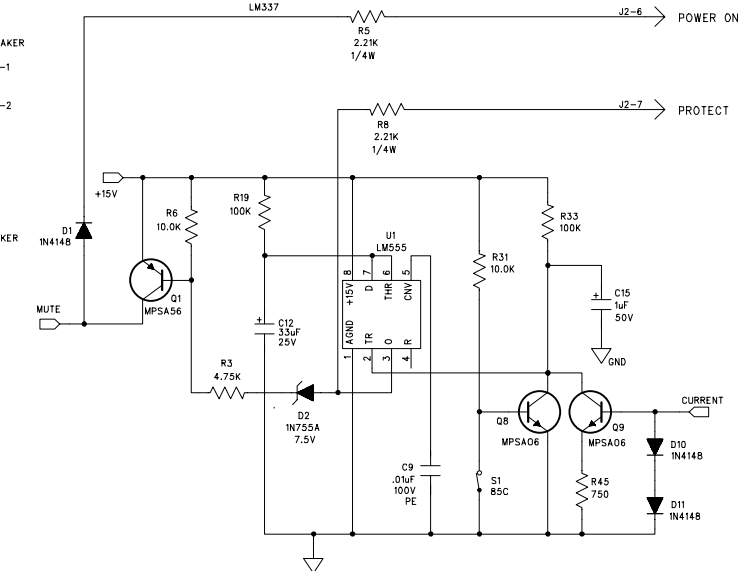 LM337
R5
2.21K
1/4W
J2-6
POWER ON
AKER
-1
-2
R8
2.21K
1/4W
J2-7
PROTECT
+15V
R6
10.0K
R19
100K
R33
100K
D1
1N4148
KER
U1
LM555
R31
10.0K
8
7
6
5
+15V
D
THR
CNV
AGND
TR
O
R
1
2
3
4
Q1
MPSA56
MUTE
C12
33uF
25V
+
C15
1uF
50V
+
GND
R3
4.75K
D2
1N755A
7.5V
CURRENT
Q8
MPSA06
Q9
MPSA06
D10
1N4148
C9
.01uF
100V
PE
S1
85C
R45
750
D11
1N4148